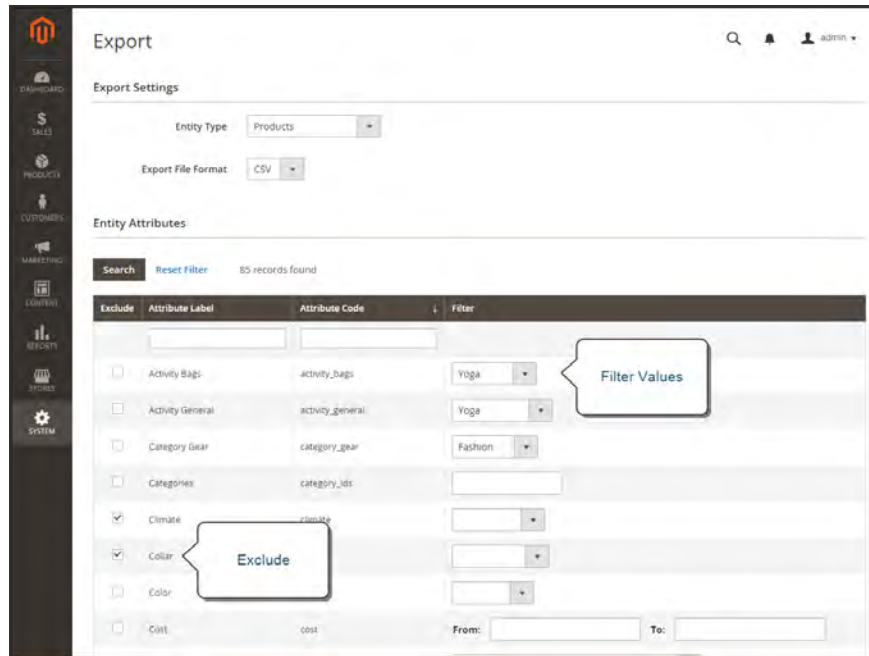 Export
admin
DASHBOARD
SALES
PRODUCTS
CUSTOMERS
MARKETING
CONTENT
REPORTS
STORES
SYSTEM
Export Settings
Entity Type Products
Export File Format CSV
Entity Attributes
Search Reset Filter 85 records found
Exclude Attribute Label Attribute Code ↓ Filter
Activity Bags activity_bags Yoga
Filter Values
Activity General activity_general Yoga
Category Gear category_gear Fashion
Categories category_ids
Climate climate
Collar
Exclude
Color
Cost cost From: To: